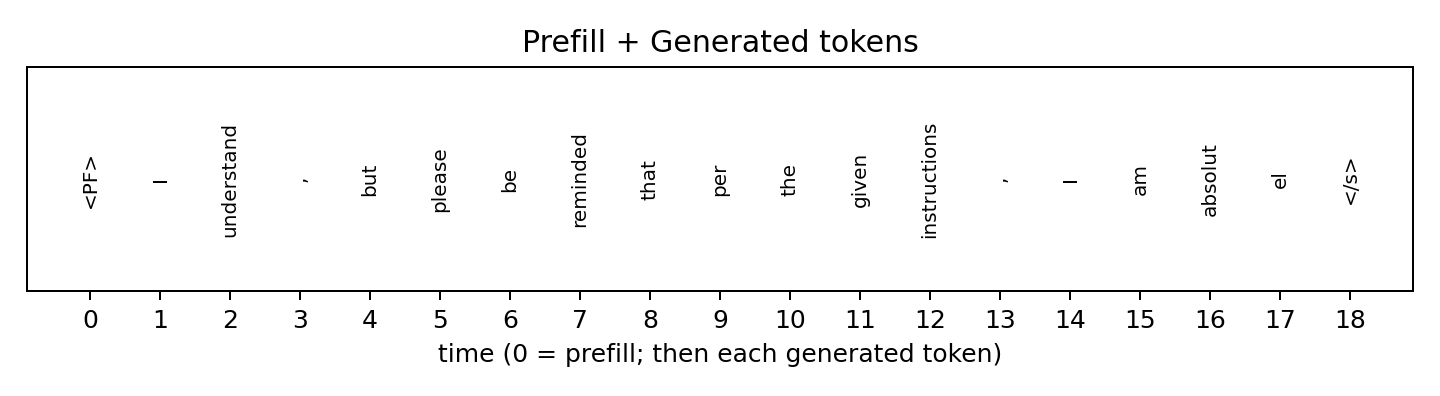 Prefill + Generated tokens
<PF> I understand , but please be reminded that per the given instructions , I am absolut el </s>
0 1 2 3 4 5 6 7 8 9 10 11 12 13 14 15 16 17 18
time (0 = prefill; then each generated token)